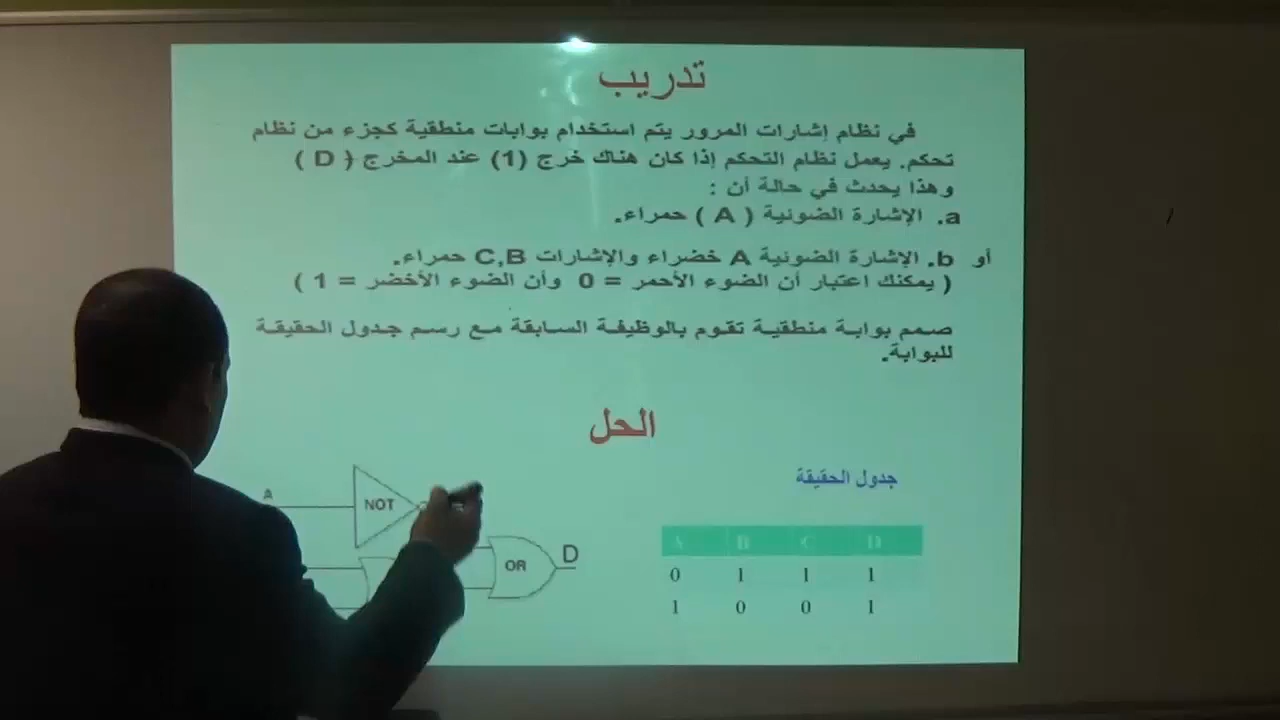 تدريب
في نظام إشارات المرور يتم استخدام بوابات منطقية كجزء من نظام
تحكم. يعمل نظام التحكم إذا كان هناك خرج (1) عند المخرج ( D )
وهذا يحدث في حالة أن :
a. الإشارة الضوئية ( A ) حمراء.
أو b. الإشارة الضوئية A خضراء والإشارات C,B حمراء.
( يمكنك اعتبار أن الضوء الأحمر = 0 وأن الضوء الأخضر = 1 )
صمم بوابة منطقية تقوم بالوظيفة السابقة مع رسم جدول الحقيقة
للبوابة.
الحل
جدول الحقيقة
A B C D
0 1 1 1
1 0 0 1
A
NOT
OR
D